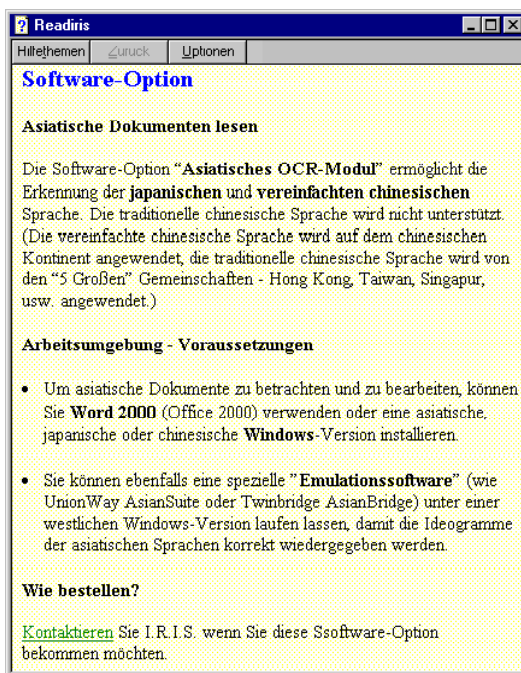 Readiris
Hilfethemen Zurück Optionen
Software-Option
Asiatische Dokumenten lesen
Die Software-Option “Asiatisches OCR-Modul” ermöglicht die
Erkennung der japanischen und vereinfachten chinesischen
Sprache. Die traditionelle chinesische Sprache wird nicht unterstützt.
(Die vereinfachte chinesische Sprache wird auf dem chinesischen
Kontinent angewendet, die traditionelle chinesische Sprache wird von
den “5 Großen” Gemeinschaften - Hong Kong, Taiwan, Singapur,
usw. angewendet.)
Arbeitsumgebung - Voraussetzungen
• Um asiatische Dokumente zu betrachten und zu bearbeiten, können
Sie Word 2000 (Office 2000) verwenden oder eine asiatische,
japanische oder chinesische Windows-Version installieren.
• Sie können ebenfalls eine spezielle ”Emulationssoftware” (wie
UnionWay AsianSuite oder Twinbridge AsianBridge) unter einer
westlichen Windows-Version laufen lassen, damit die Ideogramme
der asiatischen Sprachen korrekt wiedergegeben werden.
Wie bestellen?
Kontaktieren Sie I.R.I.S. wenn Sie diese Ssoftware-Option
bekommen möchten.